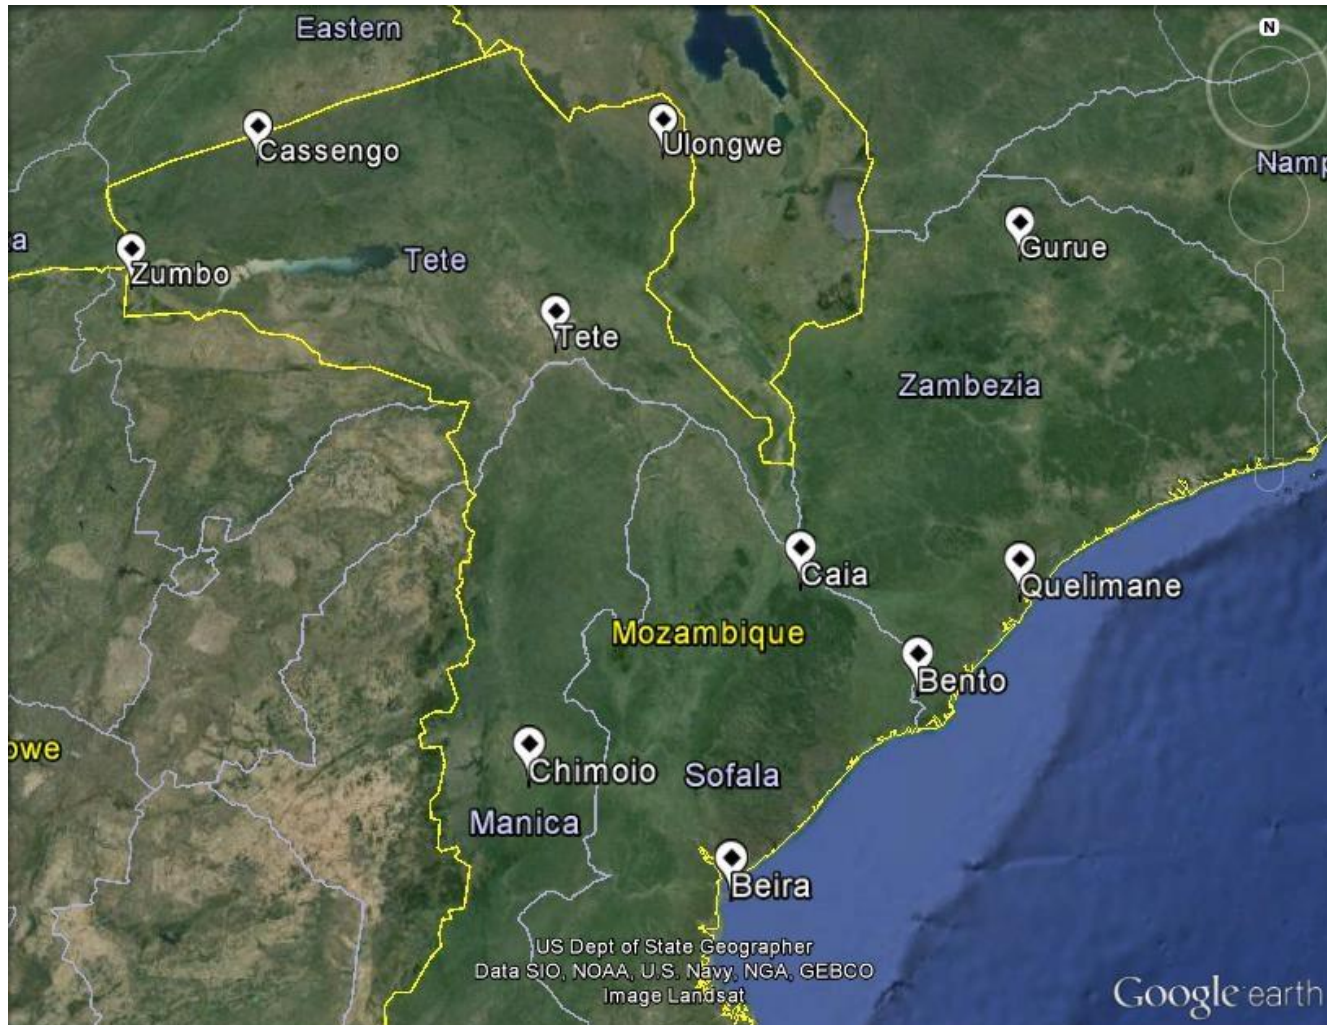 Eastern
N
Cassengo
Ulongwe
Namp
a
Zumbo
Tete
Gurue
Tete
Zambezia
Caia
Quelimane
Mozambique
Bento
owe
Chimoio
Sofala
Manica
Beira
US Dept of State Geographer
Data SIO, NOAA, U.S. Navy, NGA, GEBCO
Image Landsat
Google earth